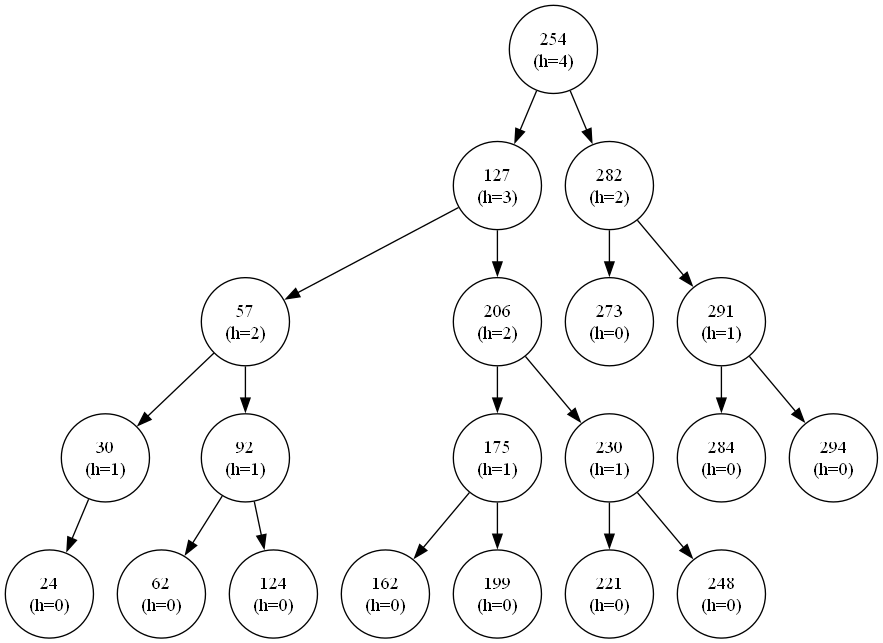 254
(h=4)
127
(h=3)
282
(h=2)
57
(h=2)
206
(h=2)
273
(h=0)
291
(h=1)
30
(h=1)
92
(h=1)
175
(h=1)
230
(h=1)
284
(h=0)
294
(h=0)
24
(h=0)
62
(h=0)
124
(h=0)
162
(h=0)
199
(h=0)
221
(h=0)
248
(h=0)